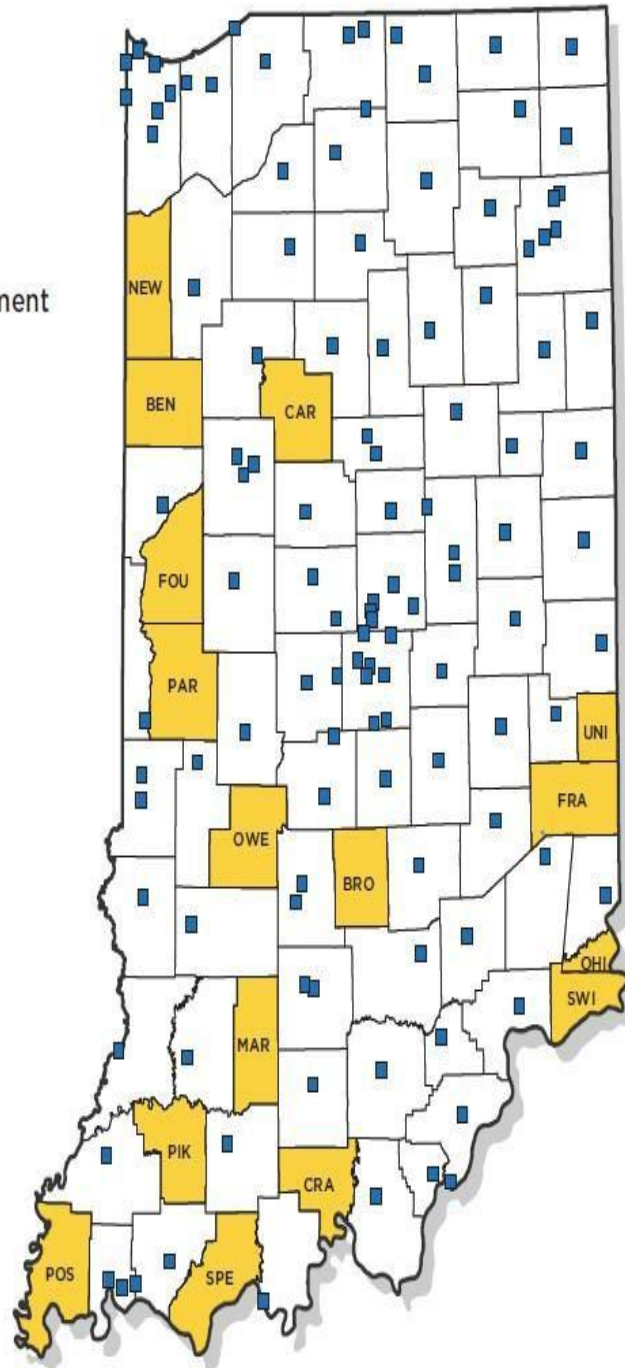 ment
NEW
BEN
CAR
FOU
PAR
UNI
FRA
OWE
BRO
OHI
SWI
MAR
PIK
CRA
POS
SPE